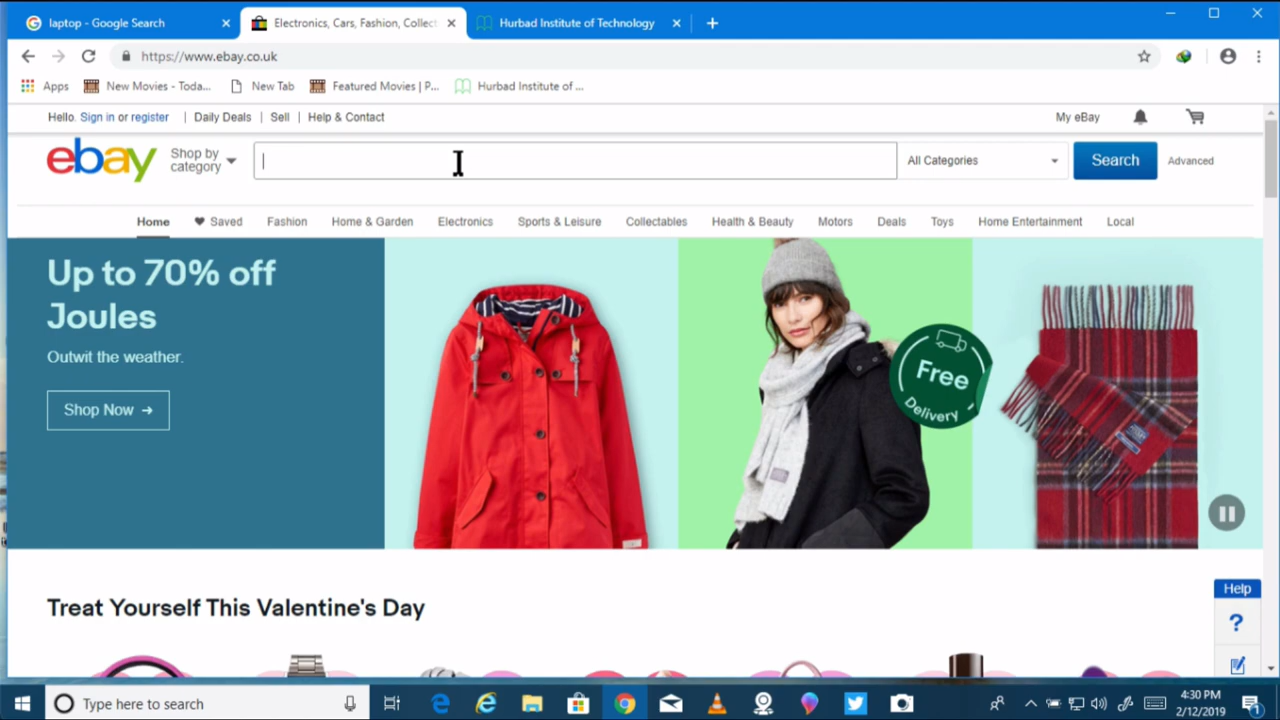 laptop - Google Search
Electronics, Cars, Fashion, Collect
Hurbad Institute of Technology
https://www.ebay.co.uk
Apps
New Movies - Toda...
New Tab
Featured Movies | P...
Hurbad Institute of ...
Hello. Sign in or register | Daily Deals | Sell | Help & Contact
My eBay
ebay
Shop by
category
All Categories
Search
Advanced
Home
Saved
Fashion
Home & Garden
Electronics
Sports & Leisure
Collectables
Health & Beauty
Motors
Deals
Toys
Home Entertainment
Local
Up to 70% off
Joules
Outwit the weather.
Shop Now →
Free
Delivery
Treat Yourself This Valentine's Day
Help
?
Type here to search
4:30 PM
2/12/2019
1